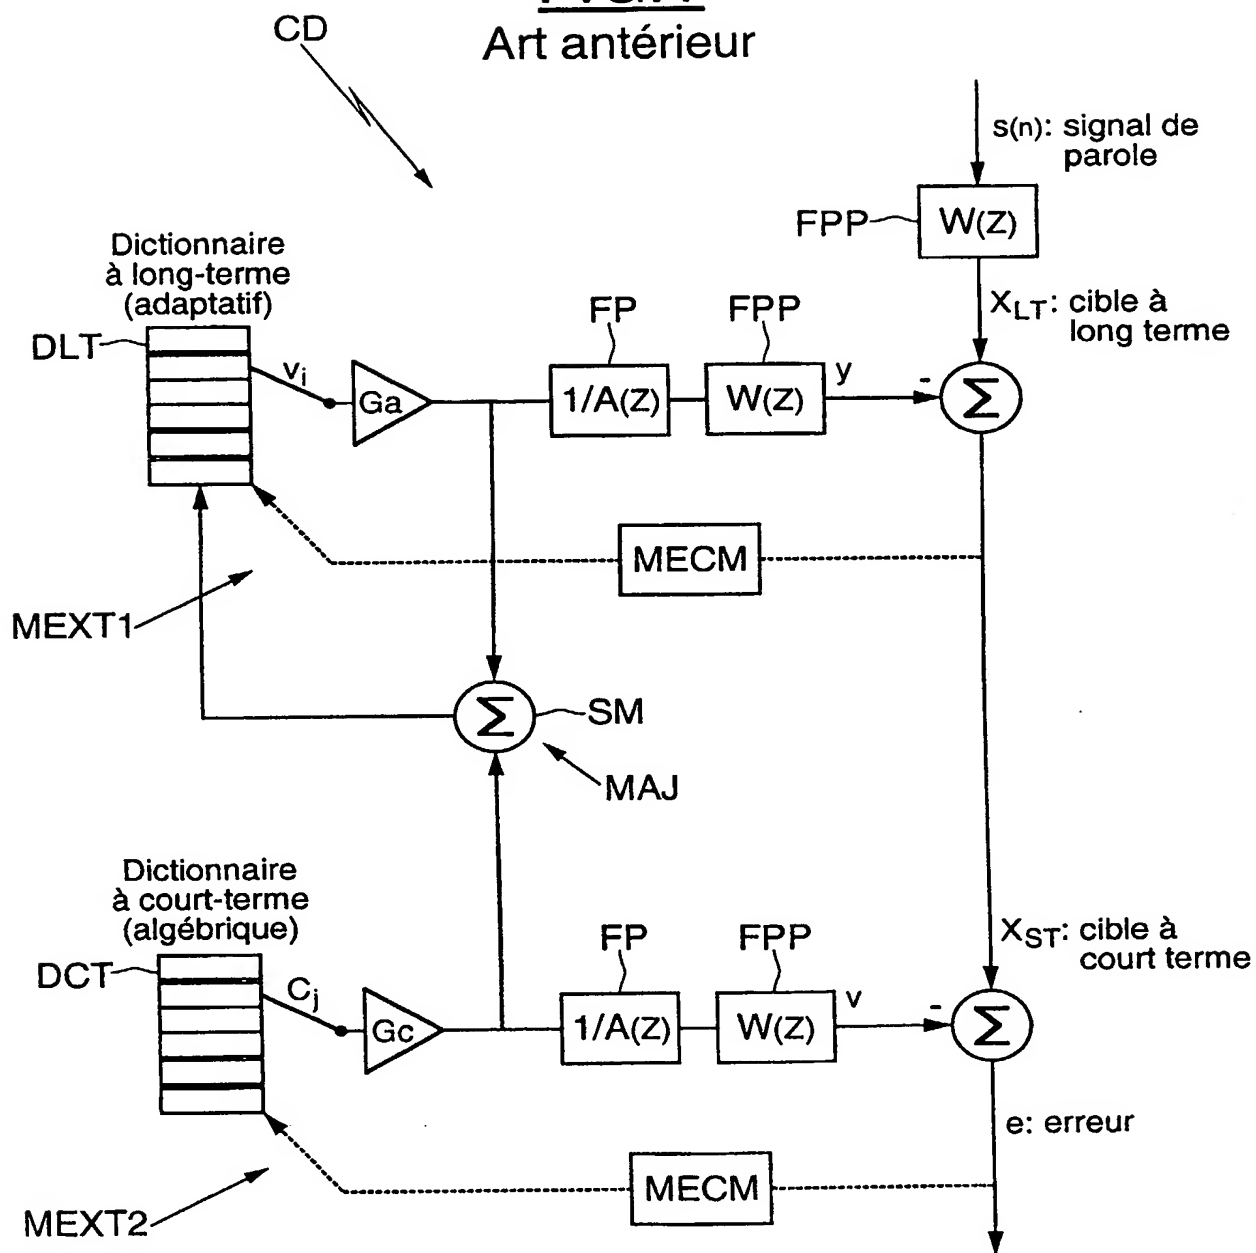 CD
Art antérieur
s(n): signal de
parole
FPP
W(Z)
Dictionnaire
à long-terme
(adaptatif)
XLT: cible à
long terme
FP
FPP
DLT
vi
Ga
1/A(Z)
W(Z)
y
-
Σ
MECM
MEXT1
Σ
SM
MAJ
Dictionnaire
à court-terme
(algébrique)
XST: cible à
court terme
FP
FPP
DCT
Cj
Gc
1/A(Z)
W(Z)
v
-
Σ
e: erreur
MECM
MEXT2